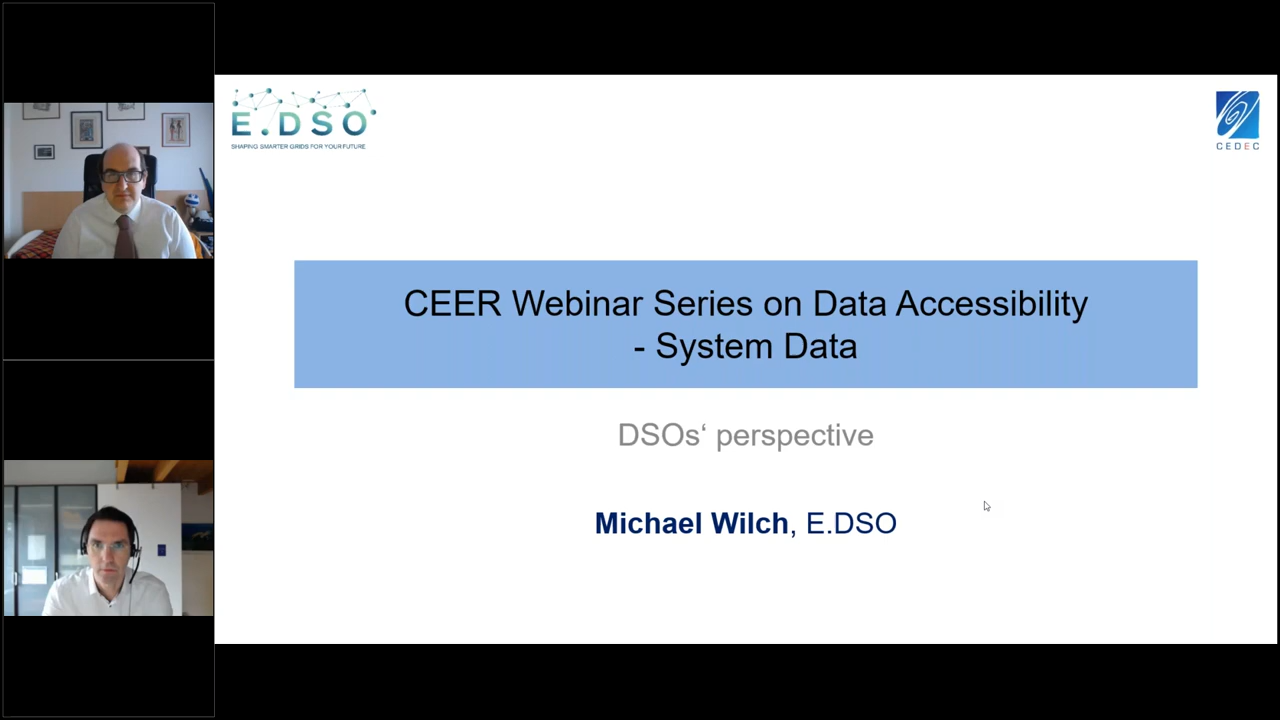 E.DSO
SHAPING SMARTER GRIDS FOR YOUR FUTURE
CEDEC
CEER Webinar Series on Data Accessibility
- System Data
DSOs‘ perspective
Michael Wilch, E.DSO